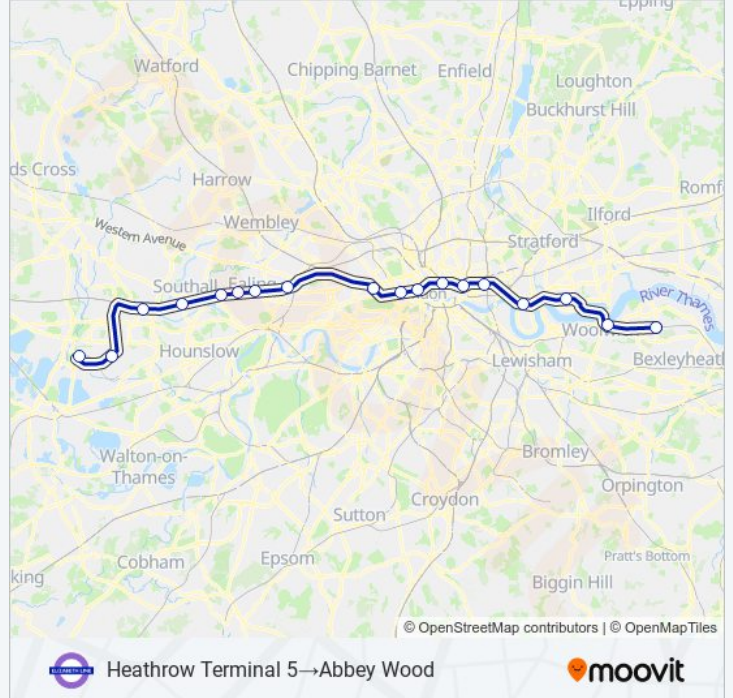 Epping
Watford
Chipping Barnet
Enfield
Loughton
Buckhurst Hill
ds Cross
Harrow
Romf
Ilford
Wembley
Western Avenue
Stratford
Southall
Ealing
don
River Thames
Hounslow
Woolw
Lewisham
Bexleyheatl
Walton-on-
Thames
Bromley
Orpington
Croydon
Sutton
Cobham
Epsom
Pratt's Bottom
king
Biggin Hill
© OpenStreetMap contributors | © OpenMapTiles
ELIZABETH LINE
Heathrow Terminal 5→Abbey Wood
moovit